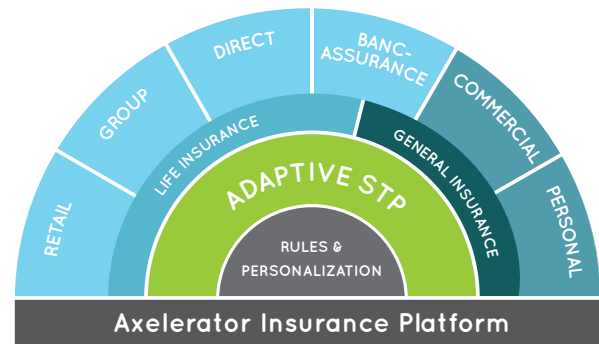 RETAIL
GROUP
DIRECT
BANC-
ASSURANCE
COMMERCIAL
PERSONAL
LIFE INSURANCE
GENERAL INSURANCE
ADAPTIVE STP
RULES &
PERSONALIZATION
Axelerator Insurance Platform